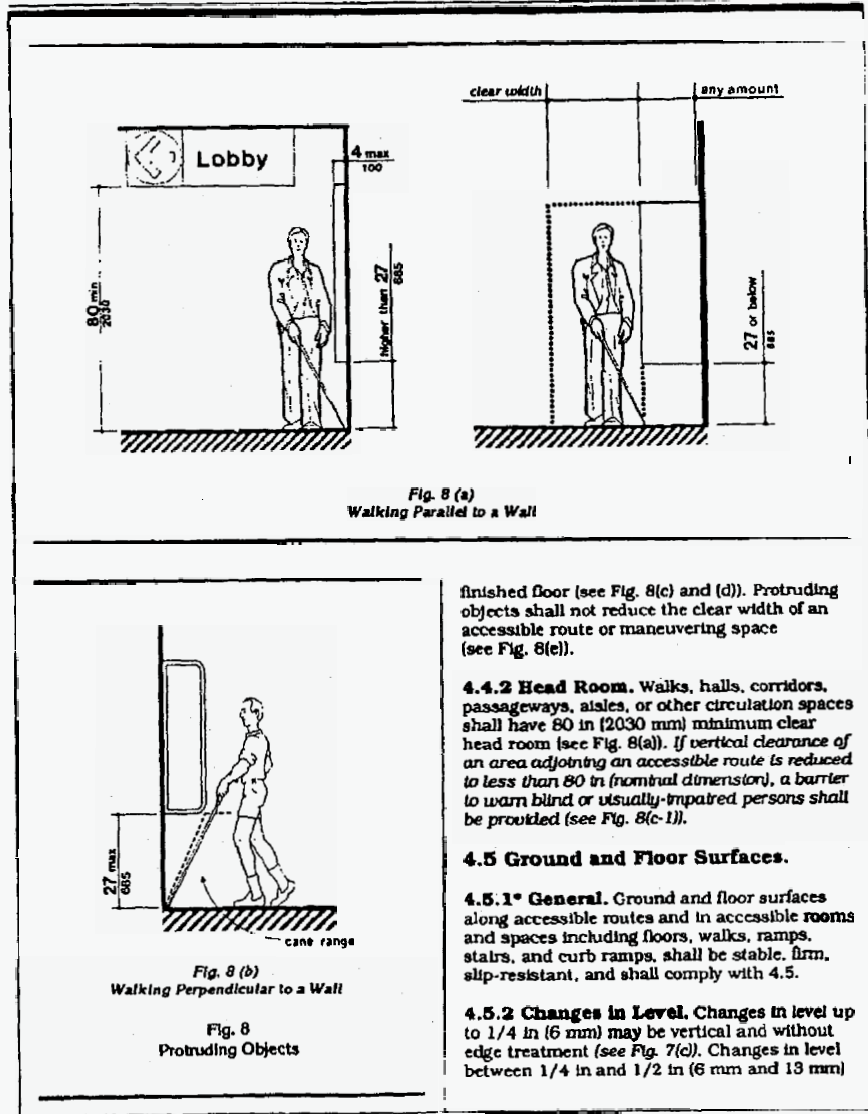 clear width
any amount
Lobby
4 max
100
80 min
2030
higher than 27
685
27 or below
685
Fig. 8 (a)
Walking Parallel to a Wall
27 max
685
cane range
Fig. 8 (b)
Walking Perpendicular to a Wall
Fig. 8
Protruding Objects
finished floor (see Fig. 8(c) and (d)). Protruding
objects shall not reduce the clear width of an
accessible route or maneuvering space
(see Fig. 8(e)).
4.4.2 Head Room. Walks, halls, corridors,
passageways, aisles, or other circulation spaces
shall have 80 in (2030 mm) minimum clear
head room (see Fig. 8(a)). If vertical clearance of
an area adjoining an accessible route is reduced
to less than 80 in (nominal dimension), a barrier
to warn blind or visually-impaired persons shall
be provided (see Fig. 8(c-1)).
4.5 Ground and Floor Surfaces.
4.5.1* General. Ground and floor surfaces
along accessible routes and in accessible rooms
and spaces including floors, walks, ramps,
stairs, and curb ramps, shall be stable, firm,
slip-resistant, and shall comply with 4.5.
4.5.2 Changes in Level. Changes in level up
to 1/4 in (6 mm) may be vertical and without
edge treatment (see Fig. 7(c)). Changes in level
between 1/4 in and 1/2 in (6 mm and 13 mm)